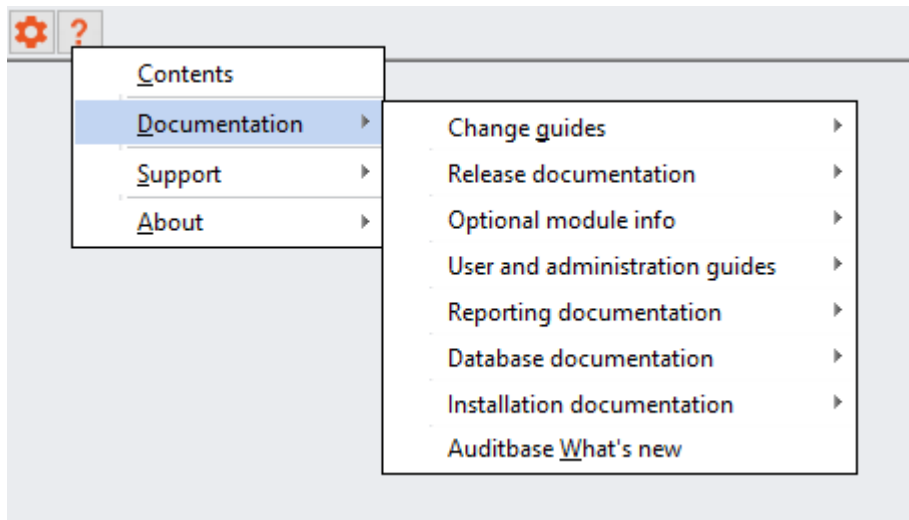 ?
Contents
Documentation
Support
About
Change guides
Release documentation
Optional module info
User and administration guides
Reporting documentation
Database documentation
Installation documentation
Auditbase What's new